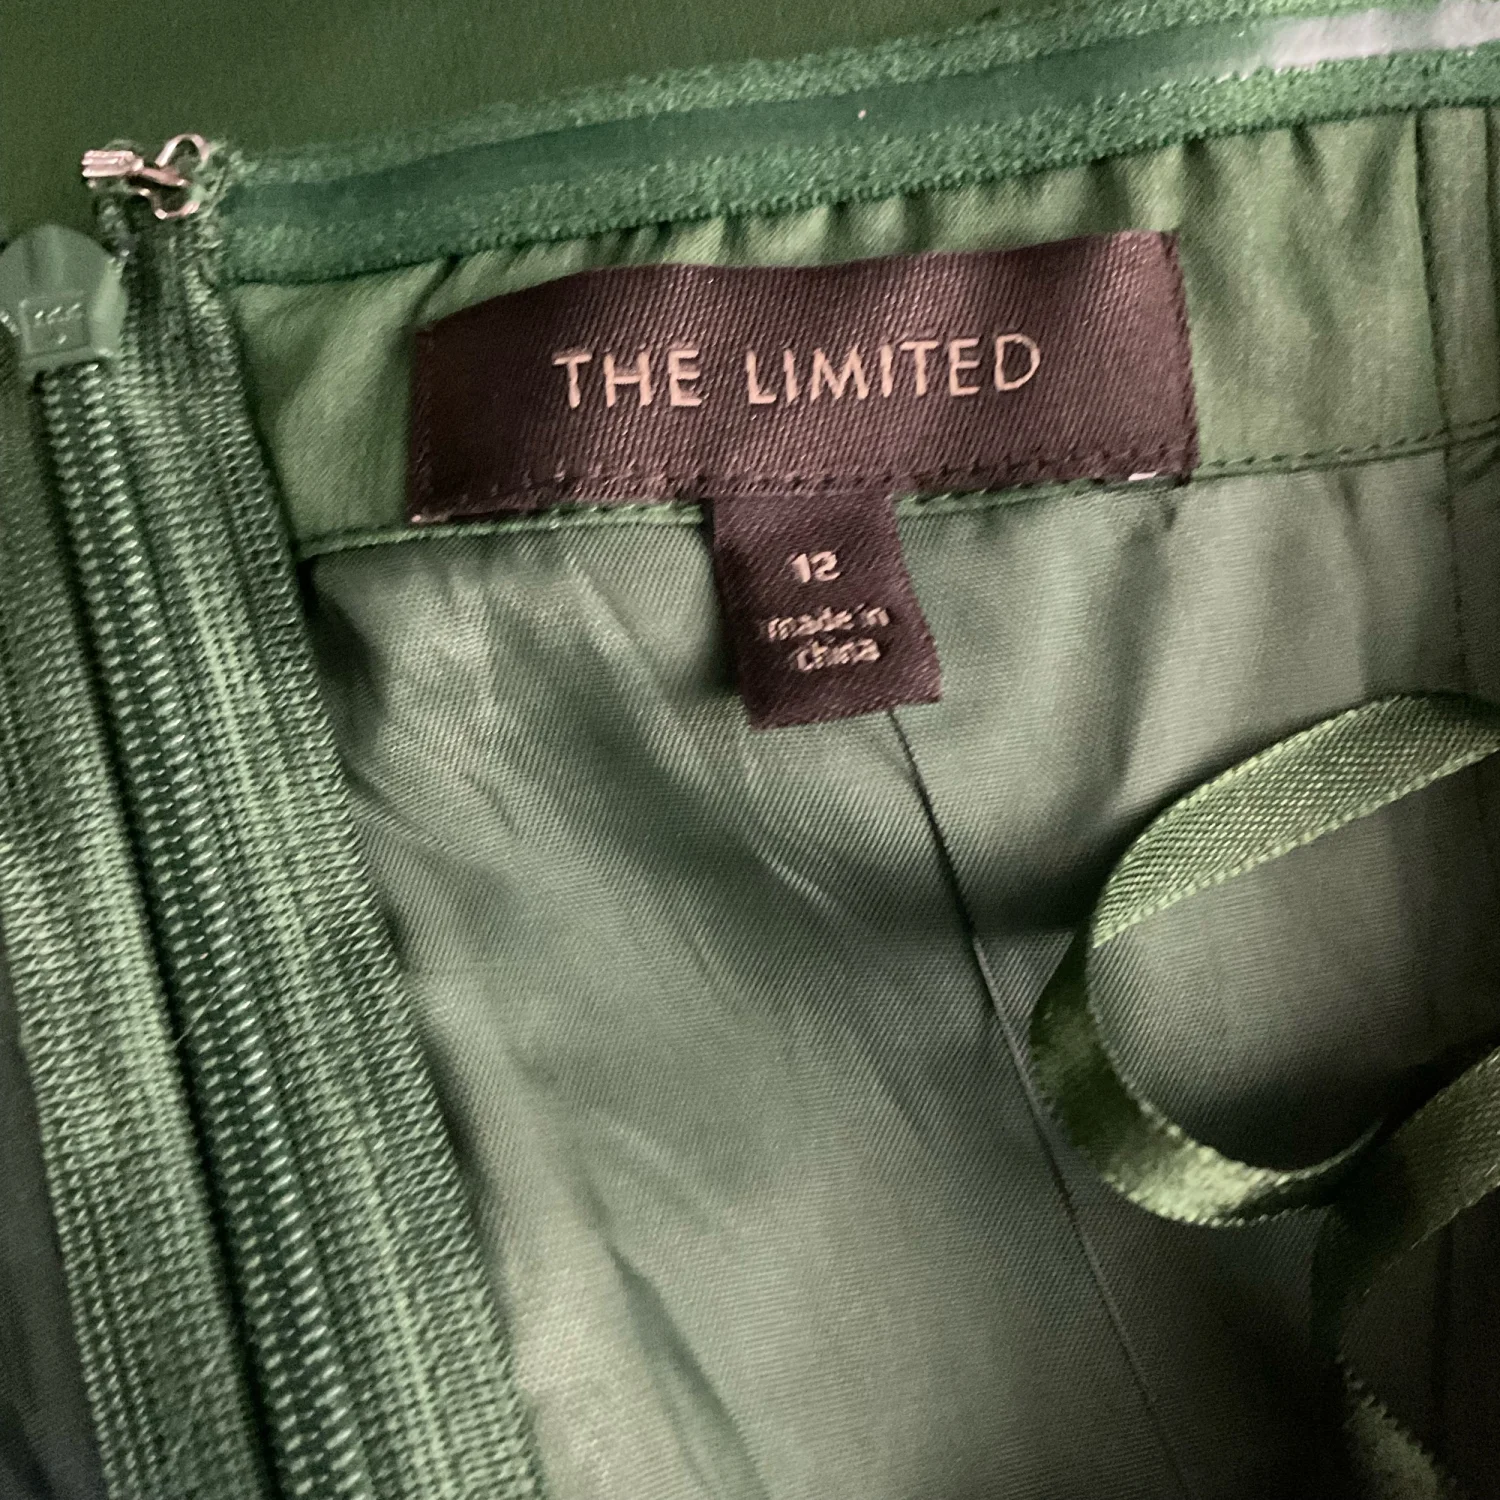 THE LIMITED
12
made in
china